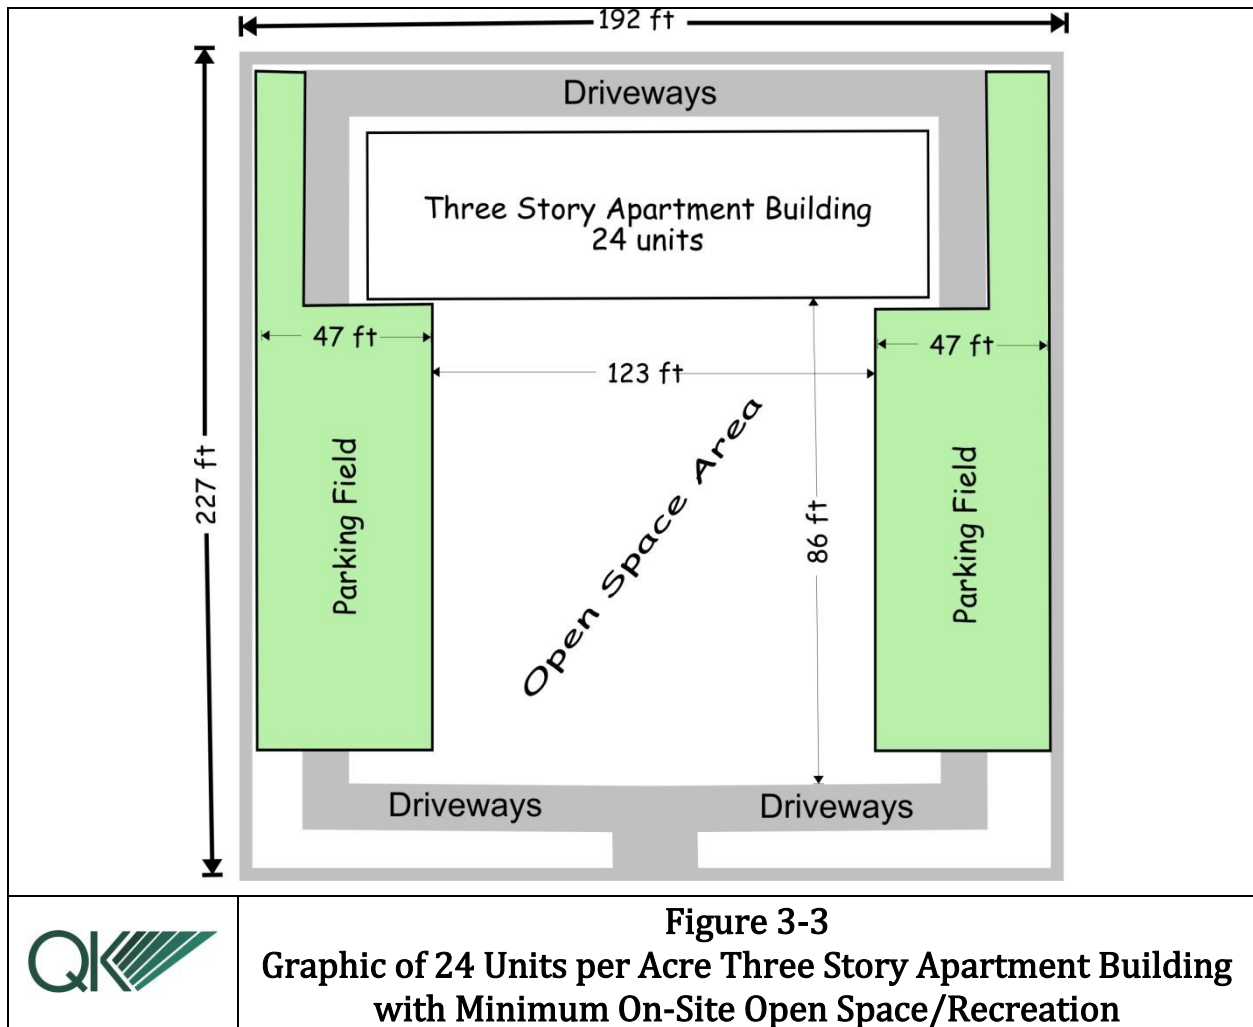 192 ft
Driveways
Three Story Apartment Building
24 units
47 ft
47 ft
123 ft
227 ft
Parking Field
Open Space Area
86 ft
Parking Field
Driveways
Driveways
QK
Figure 3-3
Graphic of 24 Units per Acre Three Story Apartment Building
with Minimum On-Site Open Space/Recreation